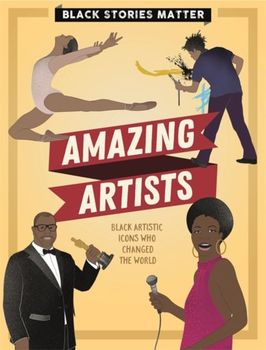 BLACK STORIES MATTER
AMAZING
ARTISTS
BLACK ARTISTIC
ICONS WHO
CHANGED
THE WORLD